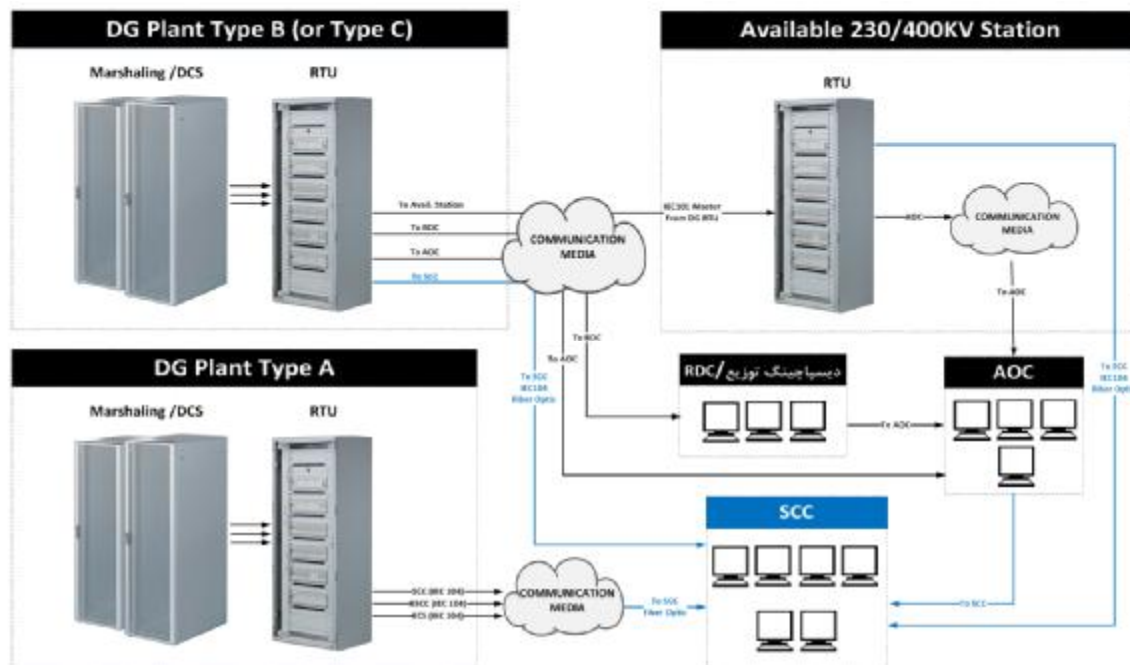 DG Plant Type B (or Type C)
Marshaling /DCS
RTU
To Avail. Station
To RDC
To AOC
To SCC
COMMUNICATION
MEDIA
Available 230/400KV Station
RTU
IEC101 Master
From DG RTU
AOC
COMMUNICATION
MEDIA
To AOC
To RDC
To AOC
To SCC
IEC104
Fiber Optic
RDC/دیسپاچینگ توزیع
To AOC
AOC
To SCC
IEC104
Fiber Optic
DG Plant Type A
Marshaling /DCS
RTU
SCC (IEC 104)
BSCC (IEC 104)
ECS (IEC 104)
COMMUNICATION
MEDIA
To SCC
Fiber Optic
SCC
To SCC